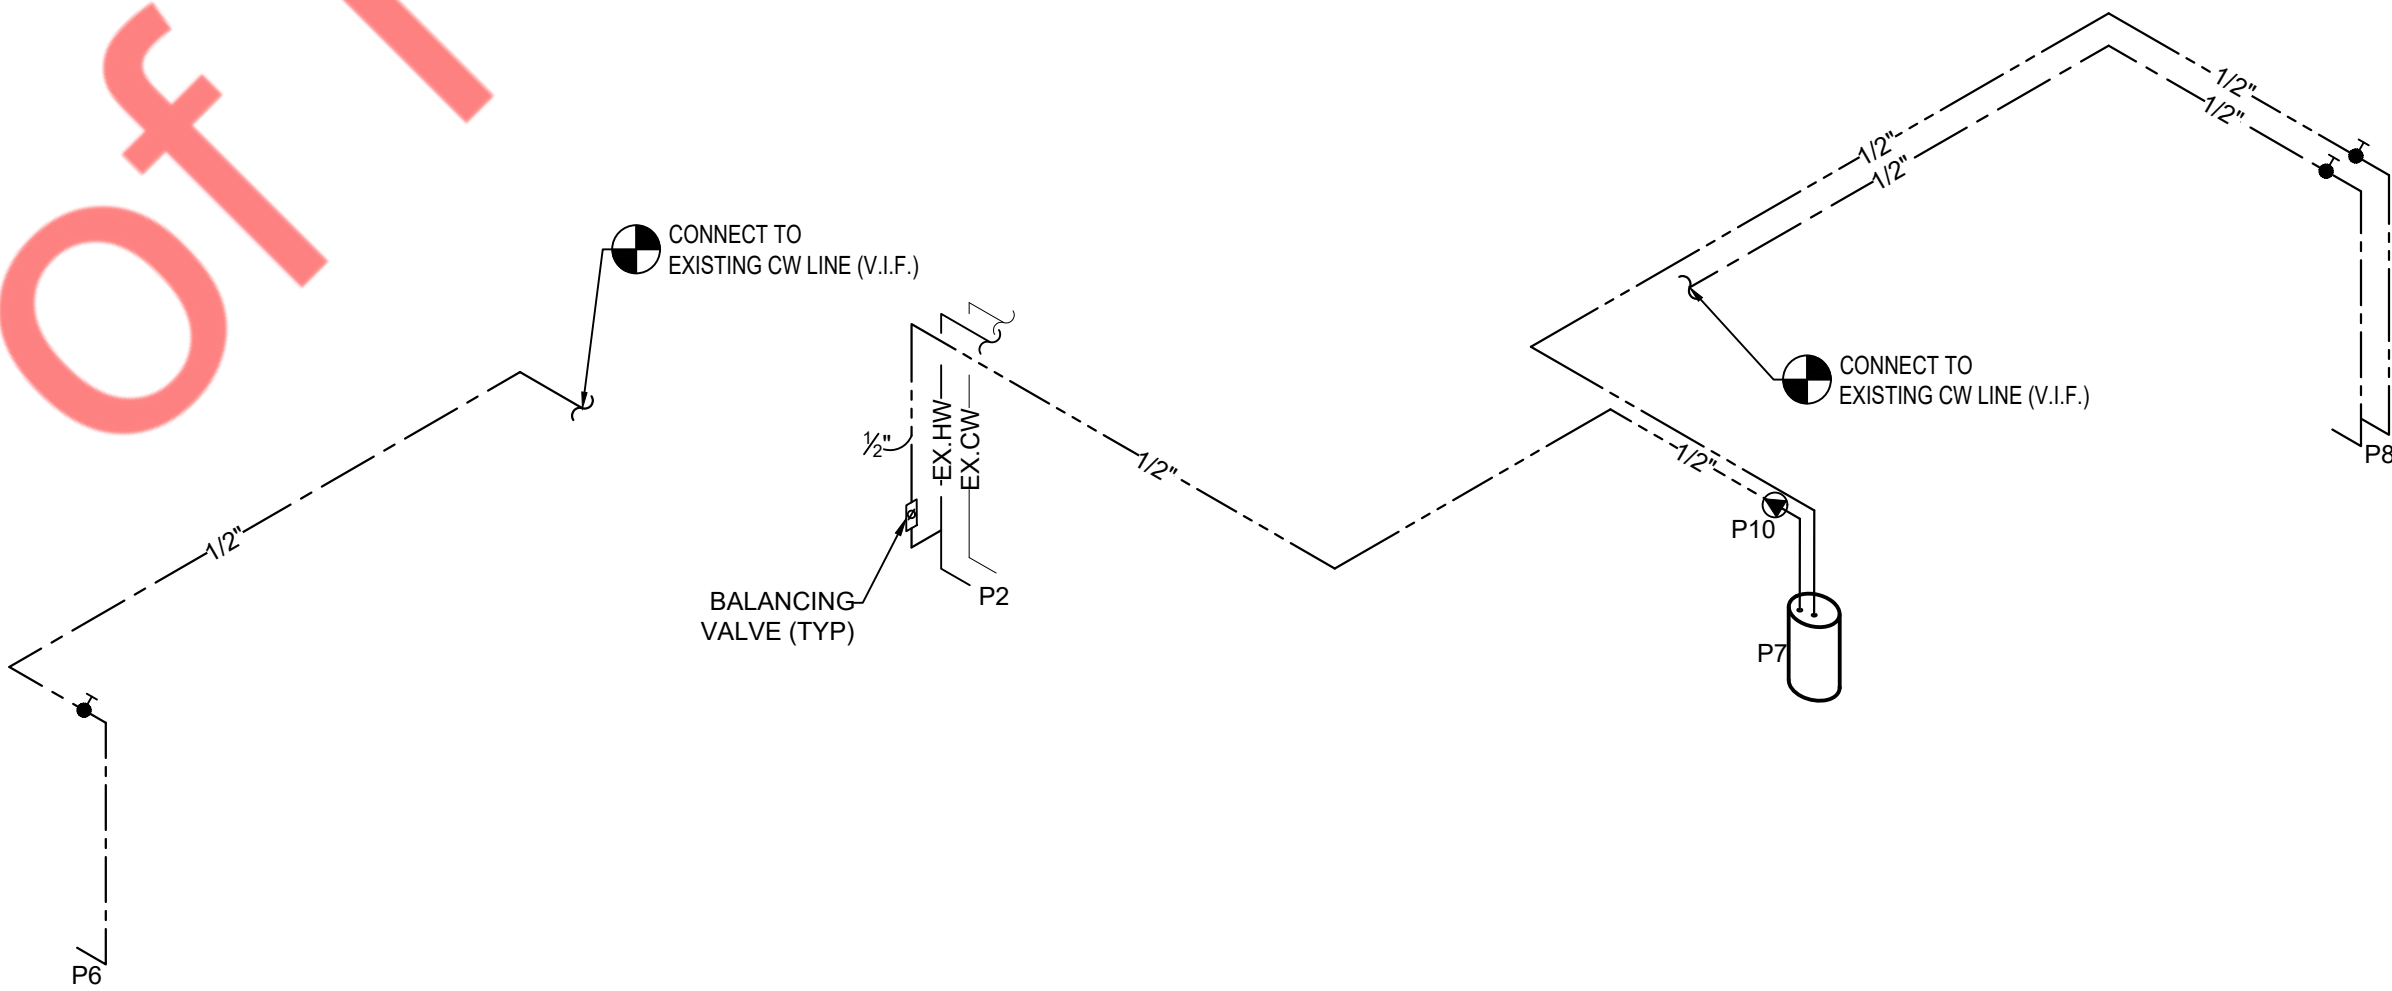 of
CONNECT TO
EXISTING CW LINE (V.I.F.)
1/2"
1/2"
1/2"
1/2"
CONNECT TO
EXISTING CW LINE (V.I.F.)
½"
EX.HW
EX.CW
1/2"
1/2"
P8
1/2"
P10
BALANCING
VALVE (TYP)
P2
P7
P6